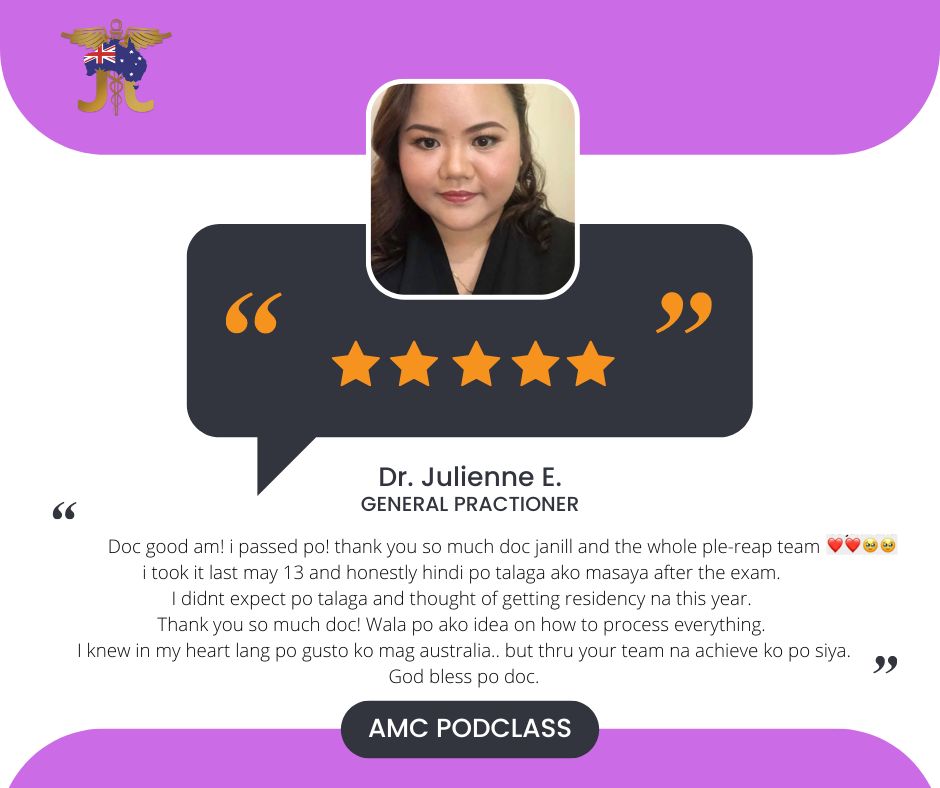 “ ”
Dr. Julienne E.
GENERAL PRACTIONER
“
Doc good am! i passed po! thank you so much doc janill and the whole ple-reap team ❤️❤️🥹🥹
i took it last may 13 and honestly hindi po talaga ako masaya after the exam.
I didnt expect po talaga and thought of getting residency na this year.
Thank you so much doc! Wala po ako idea on how to process everything.
I knew in my heart lang po gusto ko mag australia.. but thru your team na achieve ko po siya.
”
God bless po doc.
AMC PODCLASS